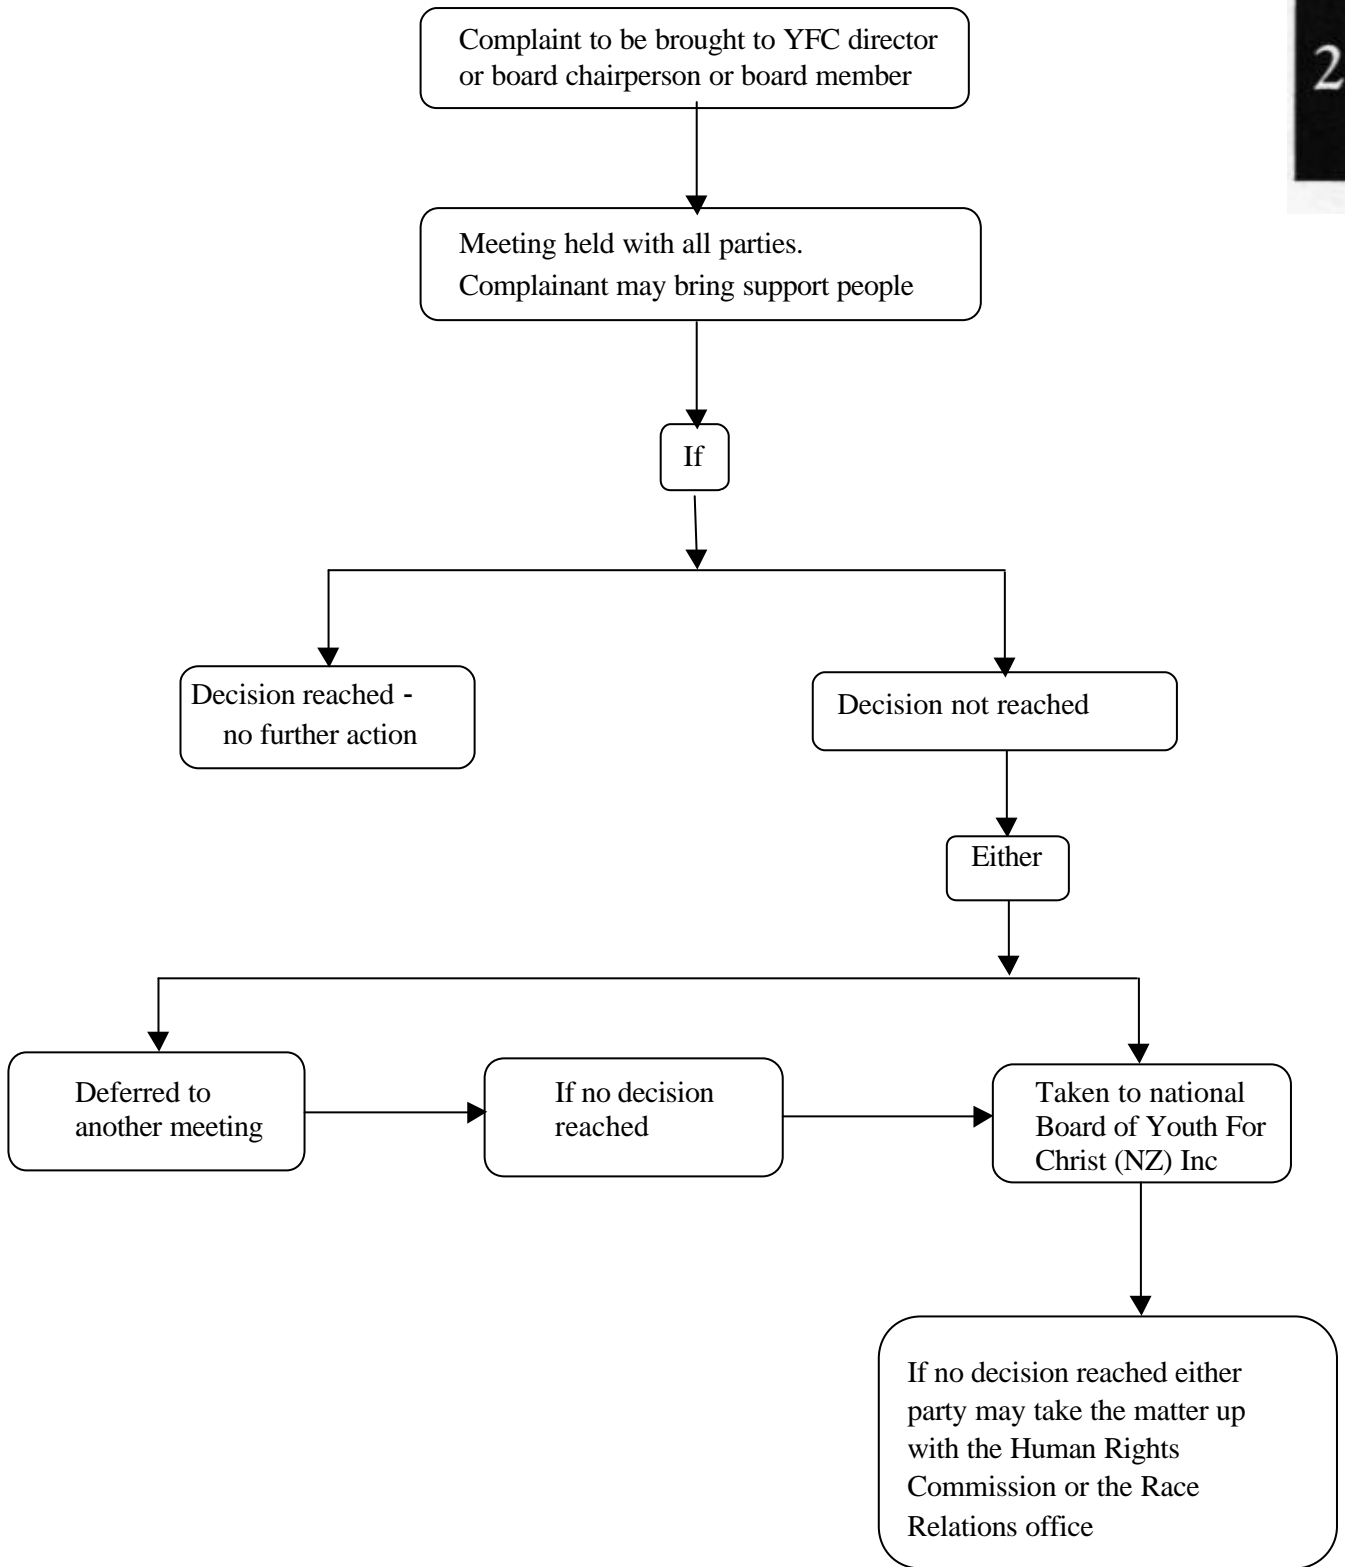 Complaint to be brought to YFC director
or board chairperson or board member
2
Meeting held with all parties.
Complainant may bring support people
If
Decision reached -
no further action
Decision not reached
Either
Deferred to
another meeting
If no decision
reached
Taken to national
Board of Youth For
Christ (NZ) Inc
If no decision reached either
party may take the matter up
with the Human Rights
Commission or the Race
Relations office